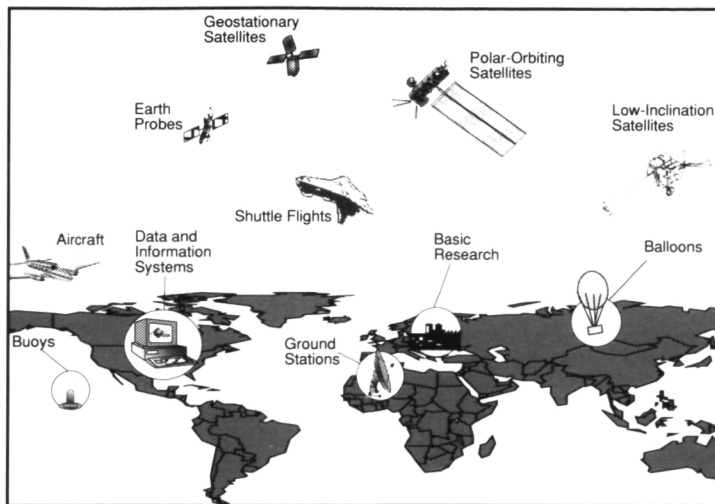 Geostationary
Satellites
Polar-Orbiting
Satellites
Earth
Probes
Low-Inclination
Satellites
Shuttle Flights
Aircraft
Data and
Information
Systems
Basic
Research
Balloons
Buoys
Ground
Stations